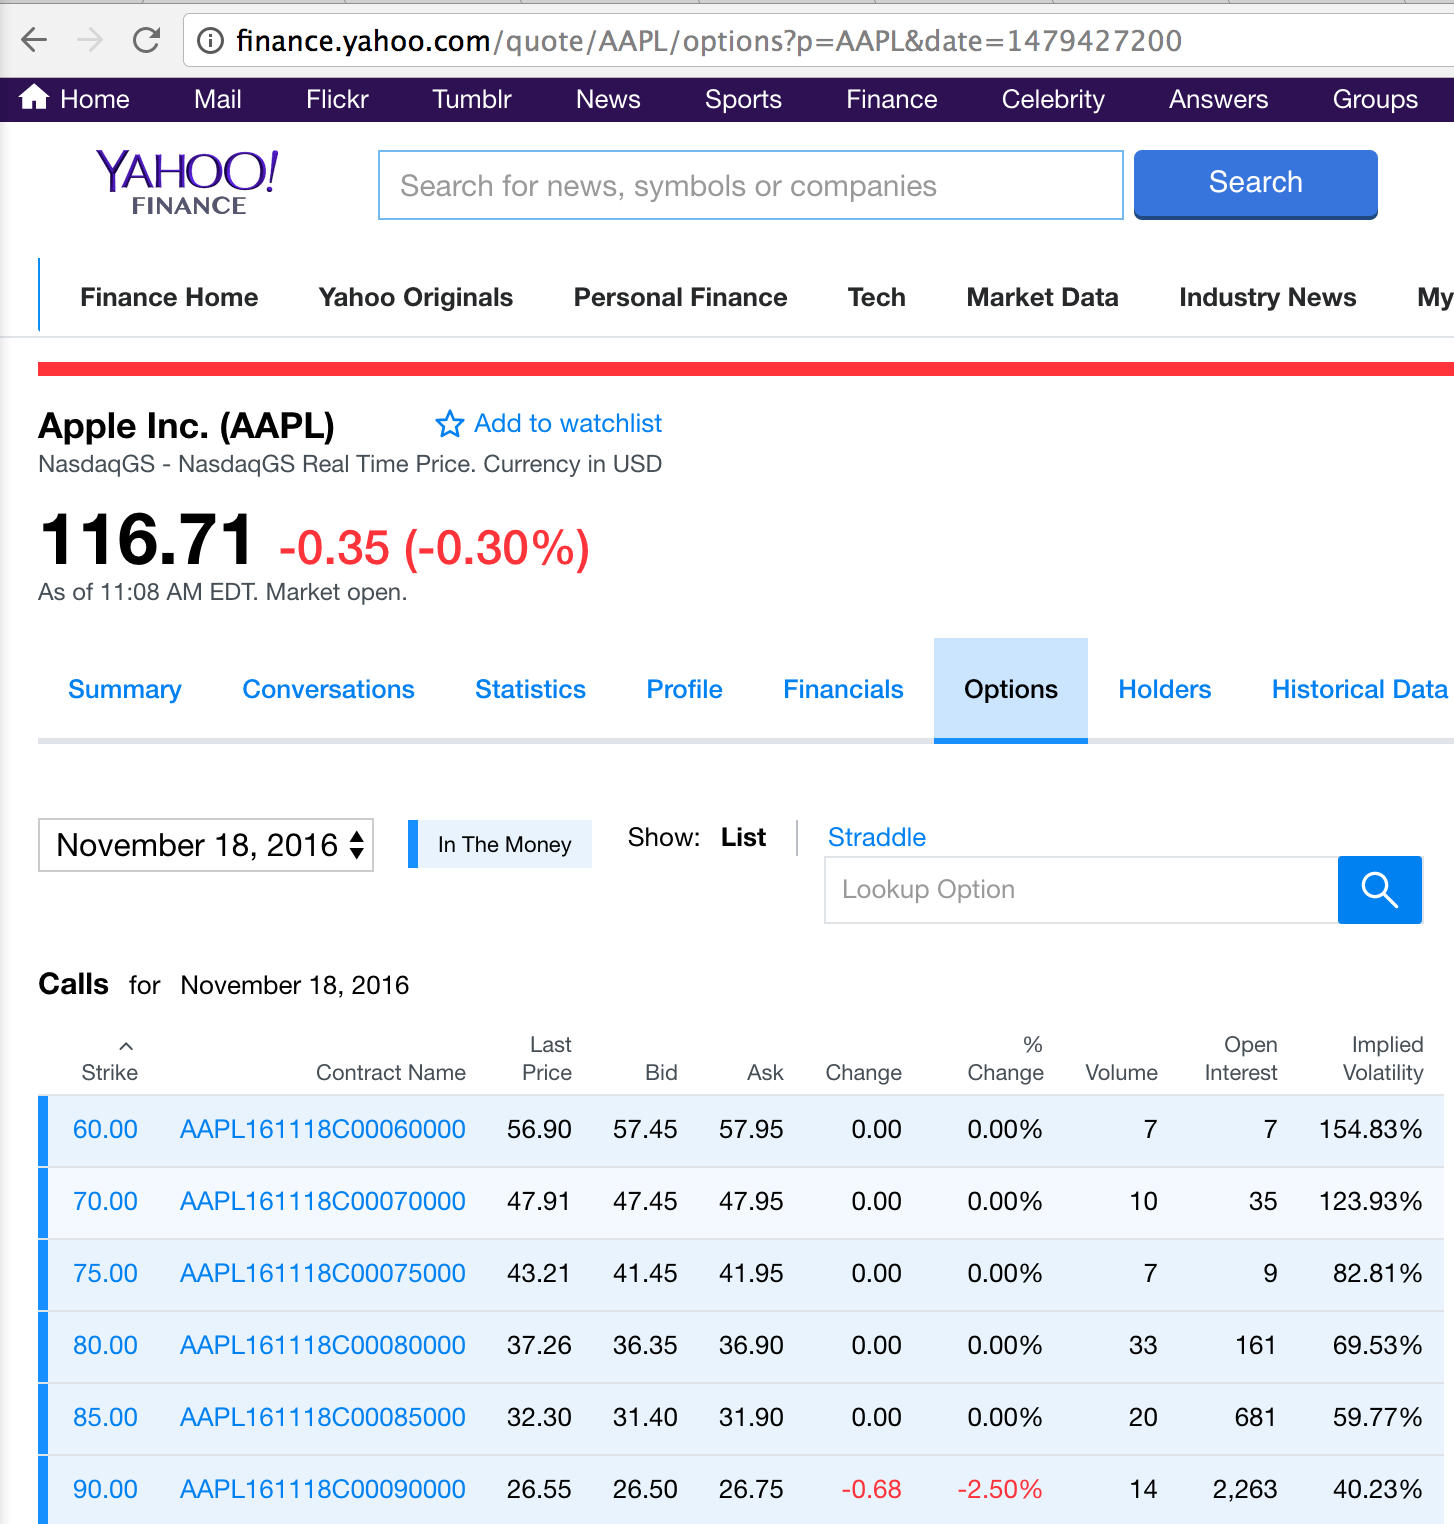 finance.yahoo.com/quote/AAPL/options?p=AAPL&date=1479427200
Home Mail Flickr Tumblr News Sports Finance Celebrity Answers Groups
YAHOO!
FINANCE
Search for news, symbols or companies Search
Finance Home Yahoo Originals Personal Finance Tech Market Data Industry News My
Apple Inc. (AAPL) Add to watchlist
NasdaqGS - NasdaqGS Real Time Price. Currency in USD
116.71 -0.35 (-0.30%)
As of 11:08 AM EDT. Market open.
Summary Conversations Statistics Profile Financials Options Holders Historical Data
November 18, 2016 In The Money Show: List Straddle
Lookup Option
Calls for November 18, 2016
Strike Contract Name Last Price Bid Ask Change % Change Volume Open Interest Implied Volatility
60.00 AAPL161118C00060000 56.90 57.45 57.95 0.00 0.00% 7 7 154.83%
70.00 AAPL161118C00070000 47.91 47.45 47.95 0.00 0.00% 10 35 123.93%
75.00 AAPL161118C00075000 43.21 41.45 41.95 0.00 0.00% 7 9 82.81%
80.00 AAPL161118C00080000 37.26 36.35 36.90 0.00 0.00% 33 161 69.53%
85.00 AAPL161118C00085000 32.30 31.40 31.90 0.00 0.00% 20 681 59.77%
90.00 AAPL161118C00090000 26.55 26.50 26.75 -0.68 -2.50% 14 2,263 40.23%